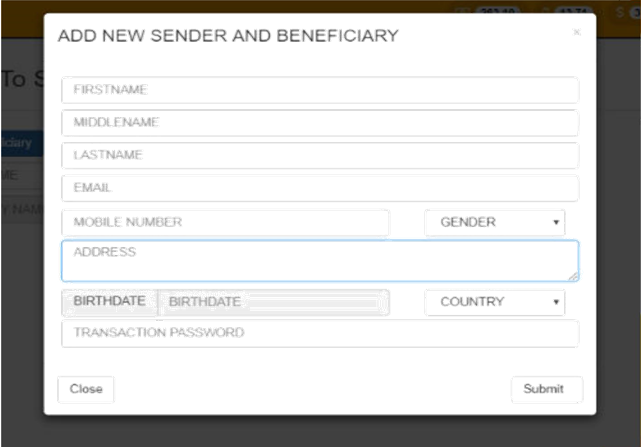 ADD NEW SENDER AND BENEFICIARY ×
To S
FIRSTNAME
MIDDLENAME
ciary
LASTNAME
ME
EMAIL
Y NAM
MOBILE NUMBER GENDER
ADDRESS
BIRTHDATE BIRTHDATE COUNTRY
TRANSACTION PASSWORD
Close Submit